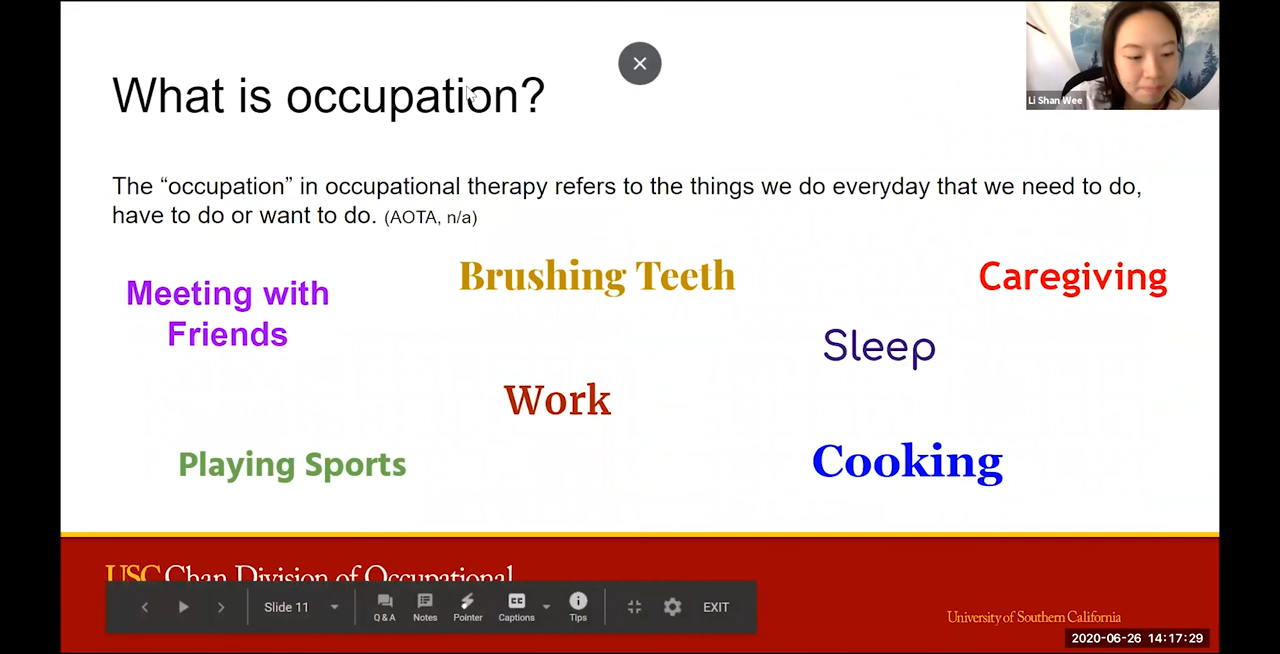 What is occupation?
Li Shan Wee
The “occupation” in occupational therapy refers to the things we do everyday that we need to do,
have to do or want to do. (AOTA, n/a)
Meeting with
Friends
Brushing Teeth
Caregiving
Sleep
Work
Playing Sports
Cooking
USC Chan Division of Occupational
Slide 11
Q & A
Notes
Pointer
Captions
Tips
EXIT
University of Southern California
2020-06-26 14:17:29